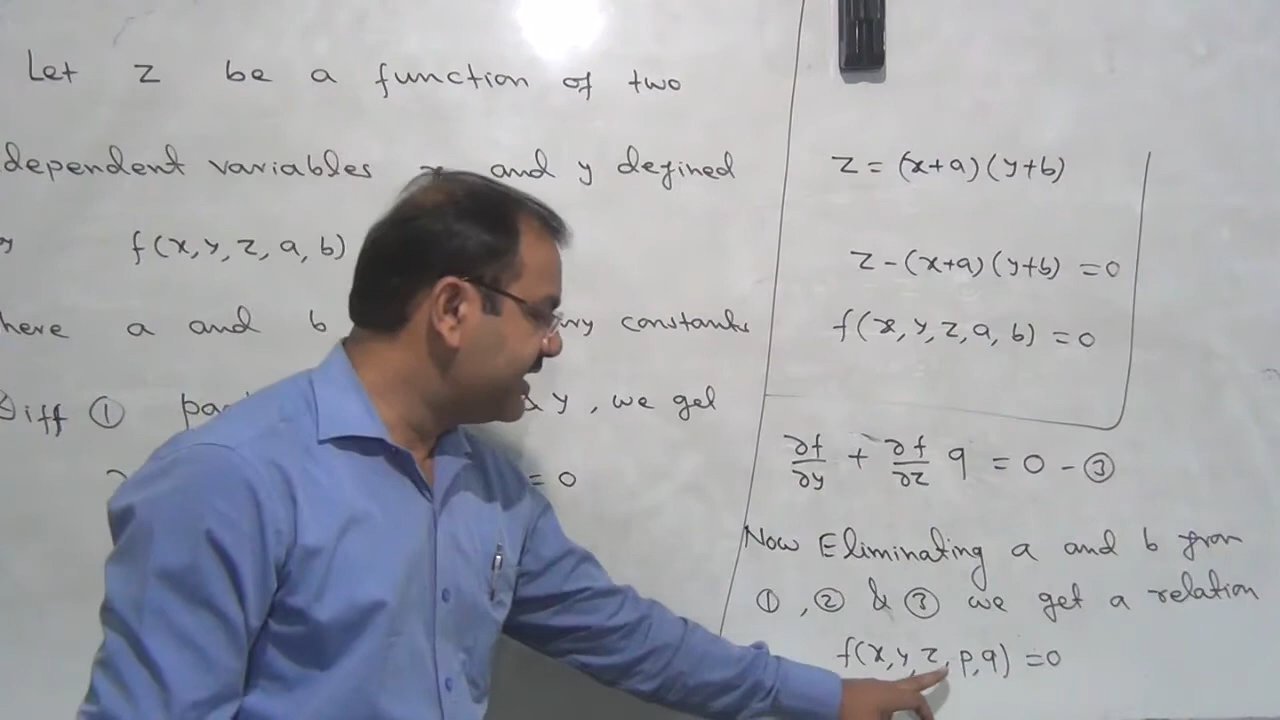 Let z be a function of two
dependent variables x and y defined
f(x, y, z, a, b)
here a and b constants
Diff ① & y, we get
= 0
z = (x+a)(y+b)
z - (x+a)(y+b) = 0
f(x, y, z, a, b) = 0
∂f/∂y + ∂f/∂z q = 0 - ③
Now Eliminating a and b from
①, ② & ③ we get a relation
f(x, y, z, p, q) = 0